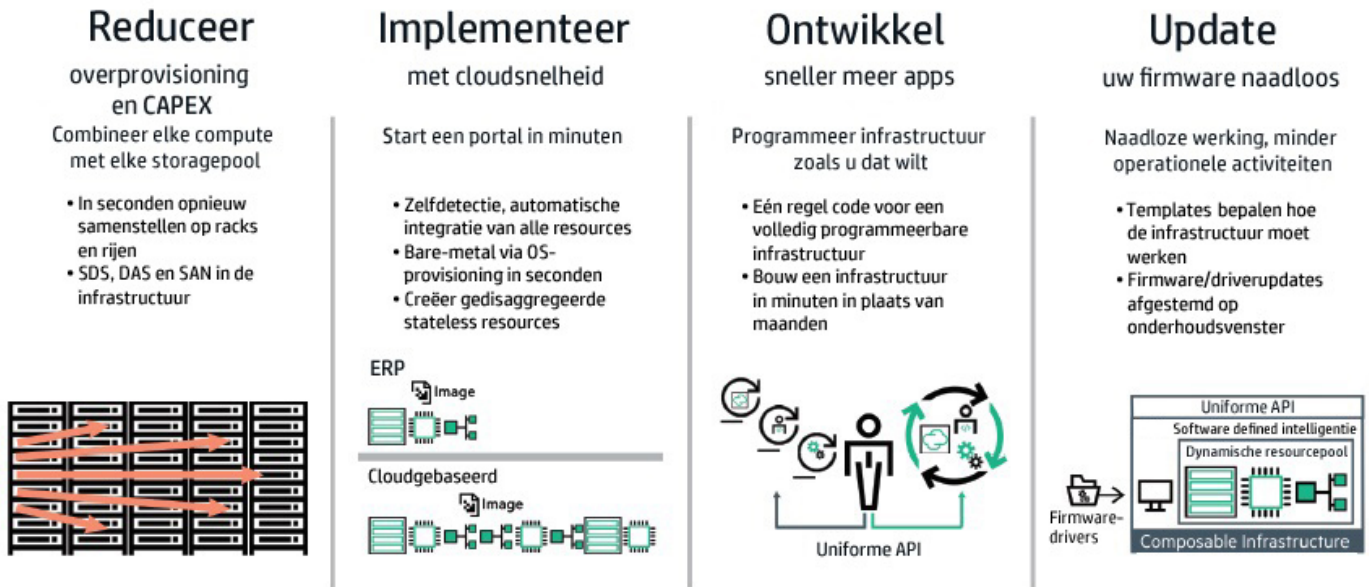 Reduceer
overprovisioning
en CAPEX
Combineer elke compute
met elke storagepool
• In seconden opnieuw
samenstellen op racks
en rijen
• SDS, DAS en SAN in de
infrastructuur
Implementeer
met cloudsnelheid
Start een portal in minuten
• Zelfdetectie, automatische
integratie van alle resources
• Bare-metal via OS-
provisioning in seconden
• Creëer gedisaggregeerde
stateless resources
ERP
Image
Cloudgebaseerd
Image
Ontwikkel
sneller meer apps
Programmeer infrastructuur
zoals u dat wilt
• Eén regel code voor een
volledig programmeerbare
infrastructuur
• Bouw een infrastructuur
in minuten in plaats van
maanden
Uniforme API
Update
uw firmware naadloos
Naadloze werking, minder
operationele activiteiten
• Templates bepalen hoe
de infrastructuur moet
werken
• Firmware/driverupdates
afgestemd op
onderhoudsvenster
Uniforme API
Software defined intelligentie
Dynamische resourcepool
Firmware-
drivers
Composable Infrastructure